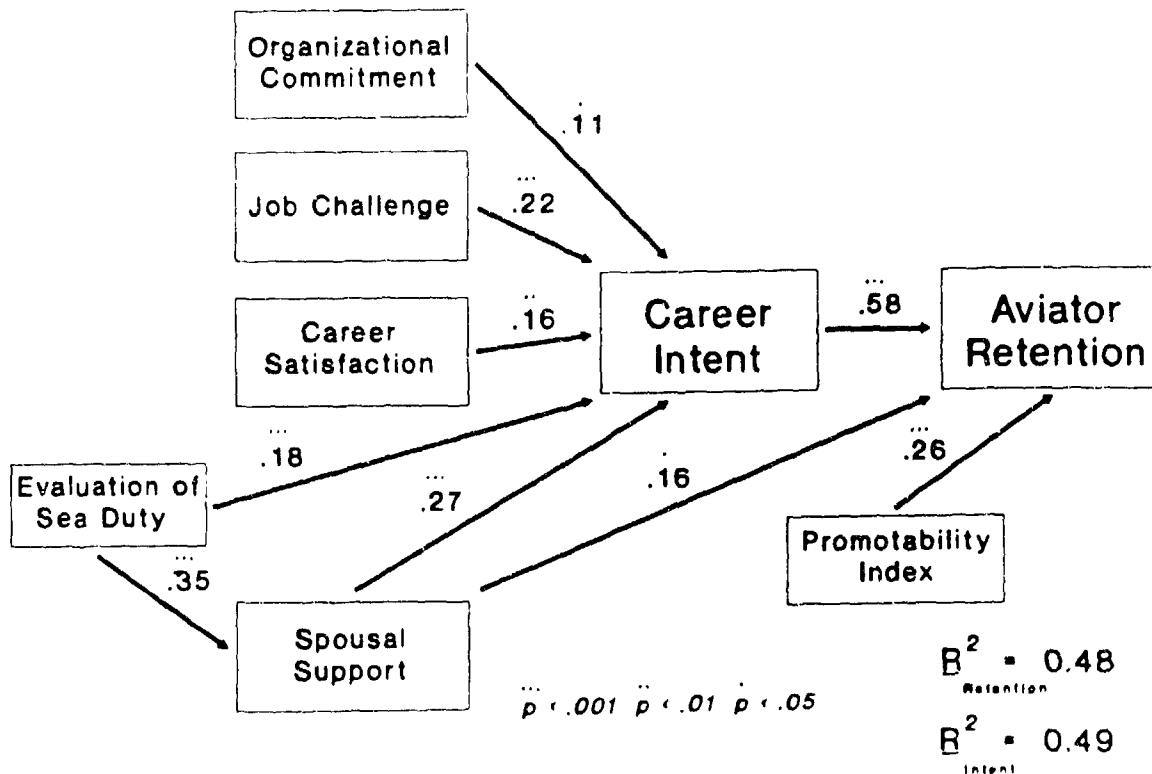 Organizational
Commitment
.11
Job Challenge
...
.22
Career
Satisfaction
..
.16
Career
Intent
...
.58
Aviator
Retention
...
.18
Evaluation of
Sea Duty
...
.27
.
.16
...
.26
Promotability
Index
...
.35
Spousal
Support
... p < .001 .. p < .01 . p < .05
R² = 0.48
Retention
R² = 0.49
Intent